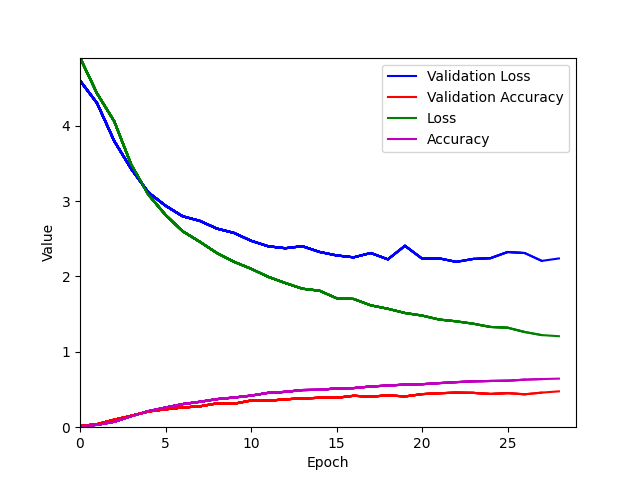 Validation Loss
Validation Accuracy
Loss
Accuracy
4
3
2
1
0
Value
0 5 10 15 20 25
Epoch